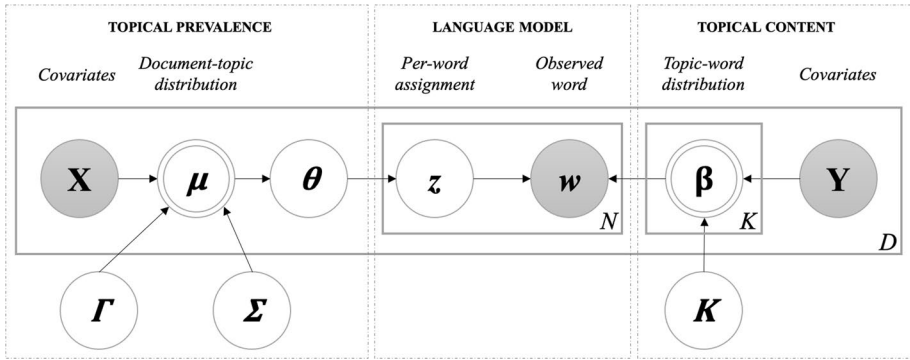 TOPICAL PREVALENCE
LANGUAGE MODEL
TOPICAL CONTENT
Covariates
Document-topic
distribution
Per-word
assignment
Observed
word
Topic-word
distribution
Covariates
X
μ
θ
z
w
β
Y
N
K
D
Γ
Σ
K